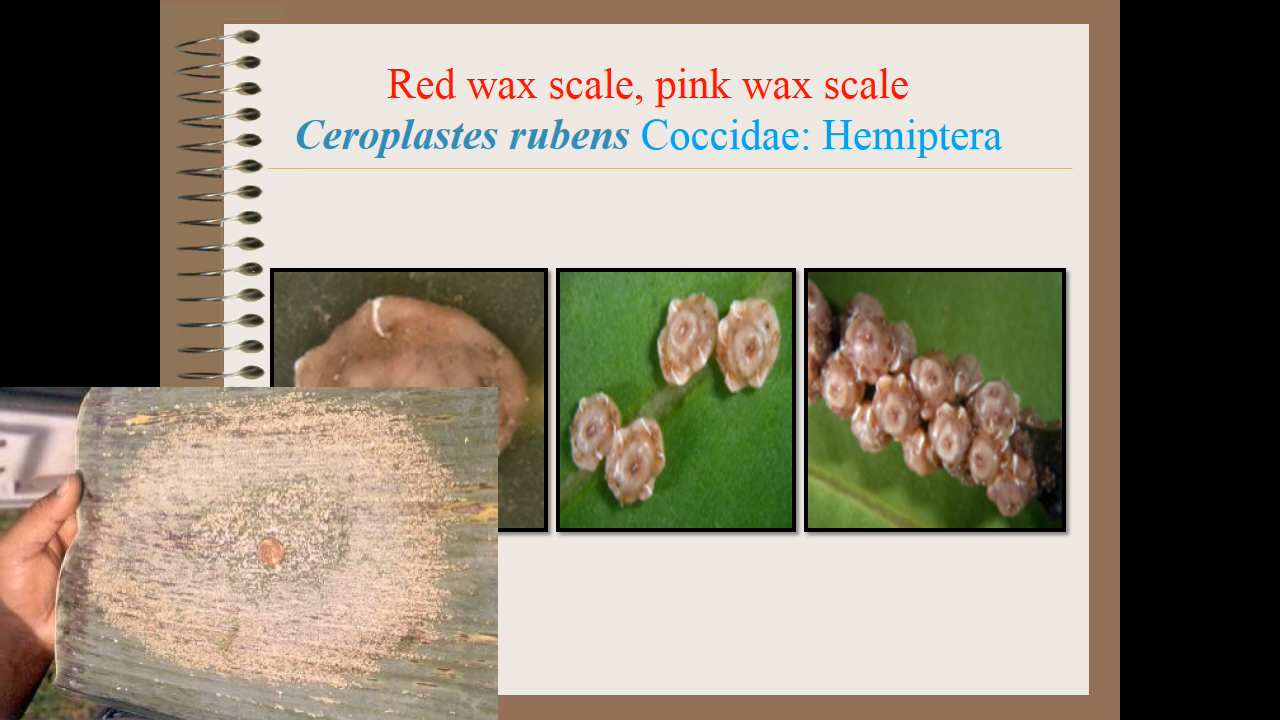 Red wax scale, pink wax scale
Ceroplastes rubens Coccidae: Hemiptera